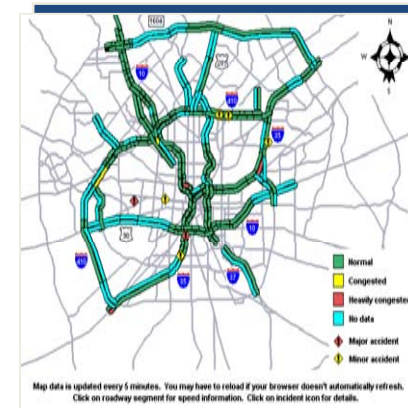 1604
N
W
E
S
10
281
410
35
90
10
410
35
37
Normal
Congested
Heavily congested
No data
Major accident
Minor accident
Map data is updated every 5 minutes. You may have to reload if your browser doesn't automatically refresh.
Click on roadway segment for speed information. Click on incident icon for details.